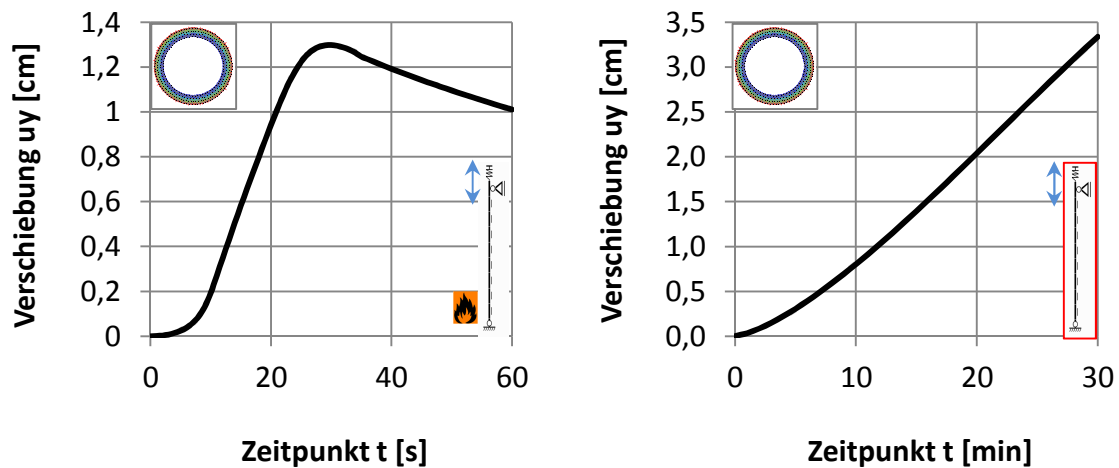 Verschiebung uy [cm]
1,4
1,2
1
0,8
0,6
0,4
0,2
0
0 20 40 60
Zeitpunkt t [s]
Verschiebung uy [cm]
3,5
3,0
2,5
2,0
1,5
1,0
0,5
0,0
0 10 20 30
Zeitpunkt t [min]